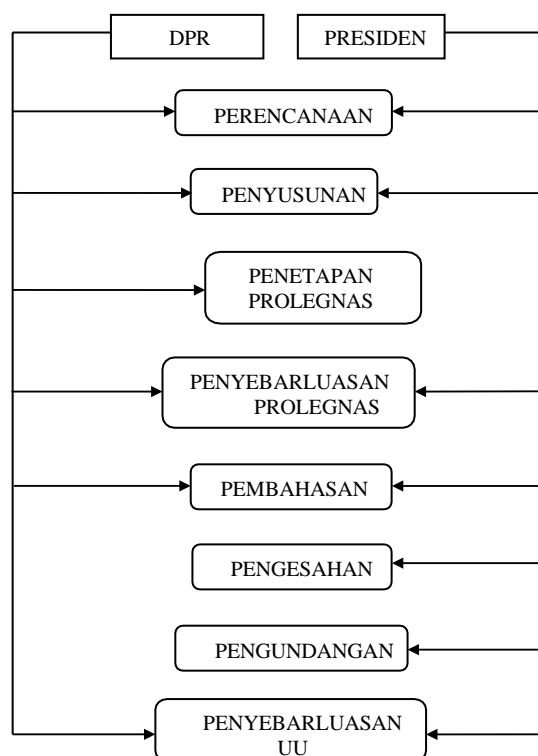 DPR
PRESIDEN
PERENCANAAN
PENYUSUNAN
PENETAPAN
PROLEGNAS
PENYEBARLUASAN
PROLEGNAS
PEMBAHASAN
PENGESAHAN
PENGUNDANGAN
PENYEBARLUASAN
UU